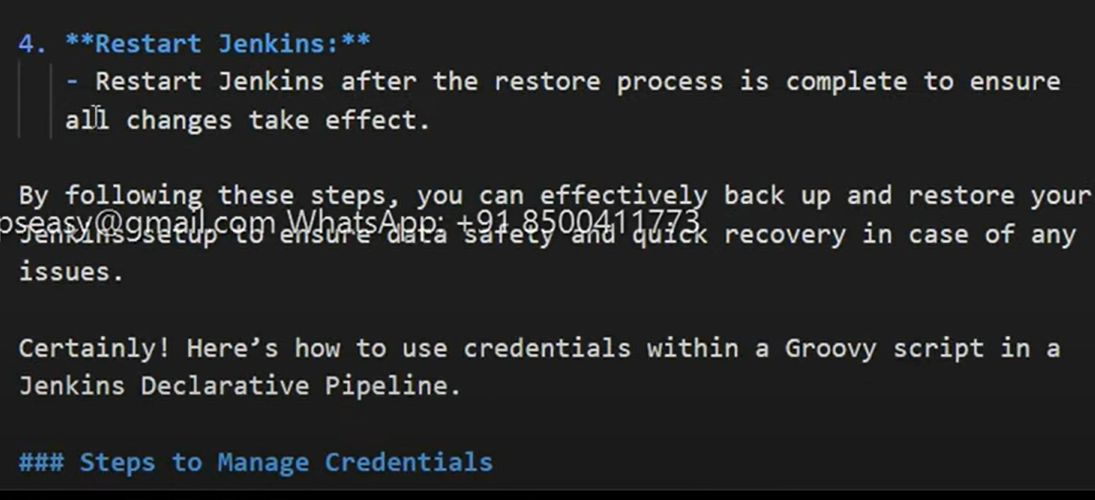 4. **Restart Jenkins:**
- Restart Jenkins after the restore process is complete to ensure
all changes take effect.
By following these steps, you can effectively back up and restore your
pseasy@gmail.com WhatsApp: +91 8500411773
Jenkins setup to ensure data safety and quick recovery in case of any
issues.
Certainly! Here’s how to use credentials within a Groovy script in a
Jenkins Declarative Pipeline.
### Steps to Manage Credentials